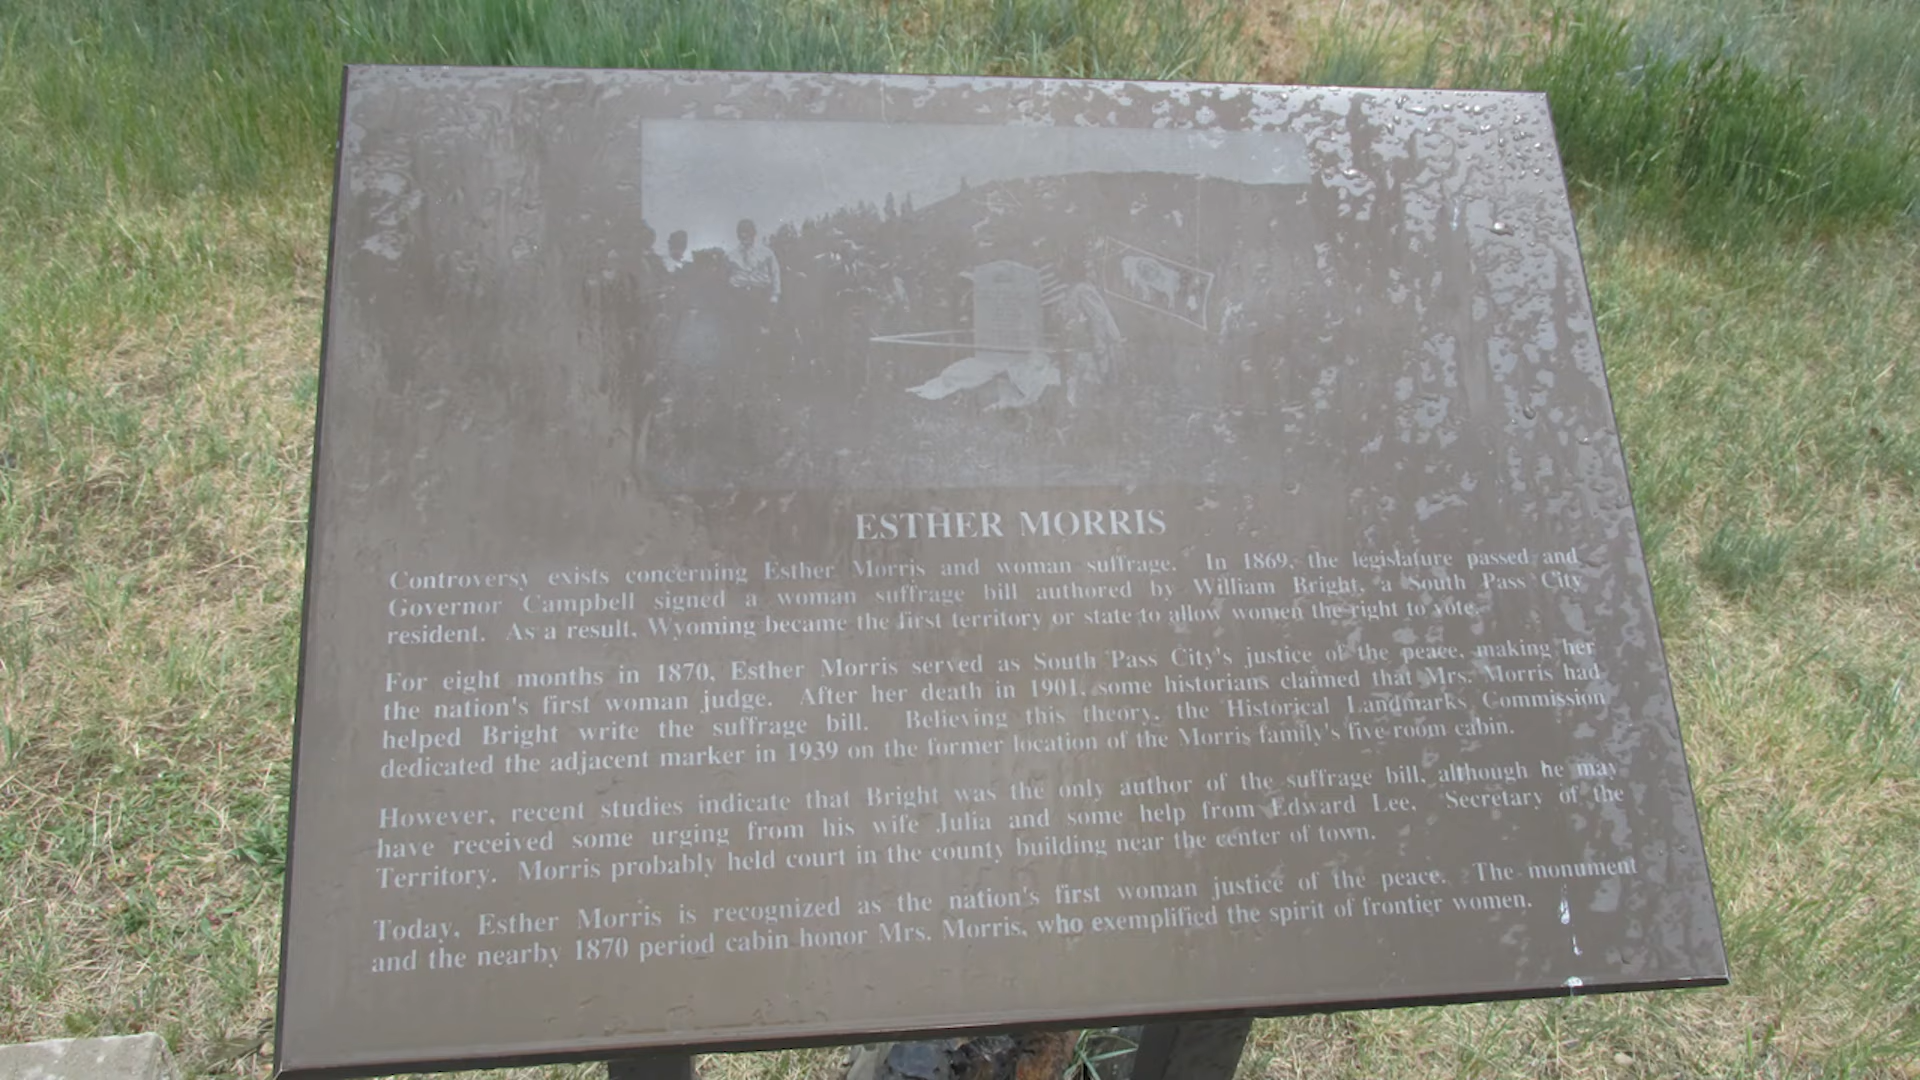 ESTHER MORRIS
Controversy exists concerning Esther Morris and woman suffrage. In 1869, the legislature passed and
Governor Campbell signed a woman suffrage bill authored by William Bright, a South Pass City
resident. As a result, Wyoming became the first territory or state to allow women the right to vote.
For eight months in 1870, Esther Morris served as South Pass City's justice of the peace, making her
the nation's first woman judge. After her death in 1901, some historians claimed that Mrs. Morris had
helped Bright write the suffrage bill. Believing this theory, the Historical Landmarks Commission
dedicated the adjacent marker in 1939 on the former location of the Morris family's five room cabin.
However, recent studies indicate that Bright was the only author of the suffrage bill, although he may
have received some urging from his wife Julia and some help from Edward Lee, Secretary of the
Territory. Morris probably held court in the county building near the center of town.
Today, Esther Morris is recognized as the nation's first woman justice of the peace. The monument
and the nearby 1870 period cabin honor Mrs. Morris, who exemplified the spirit of frontier women.